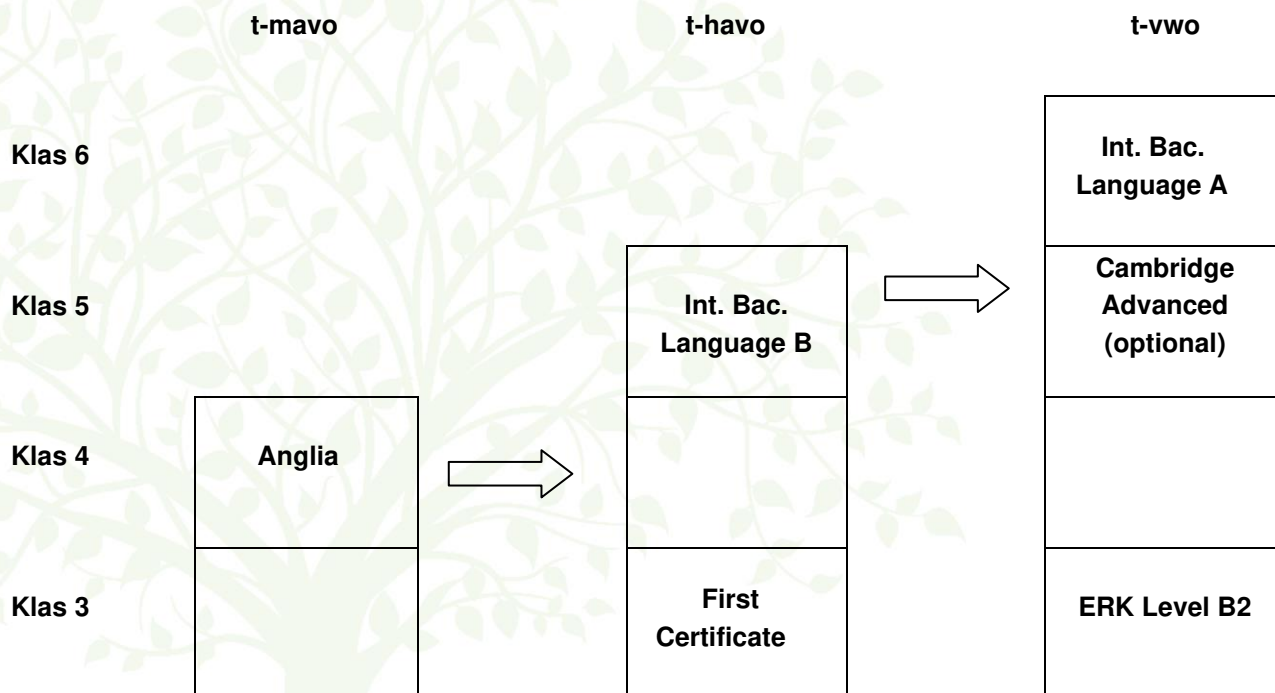 t-mavo t-havo t-vwo
Klas 6
Int. Bac.
Language A
Klas 5
Int. Bac.
Language B
Cambridge
Advanced
(optional)
Klas 4
Anglia
Klas 3
First
Certificate
ERK Level B2